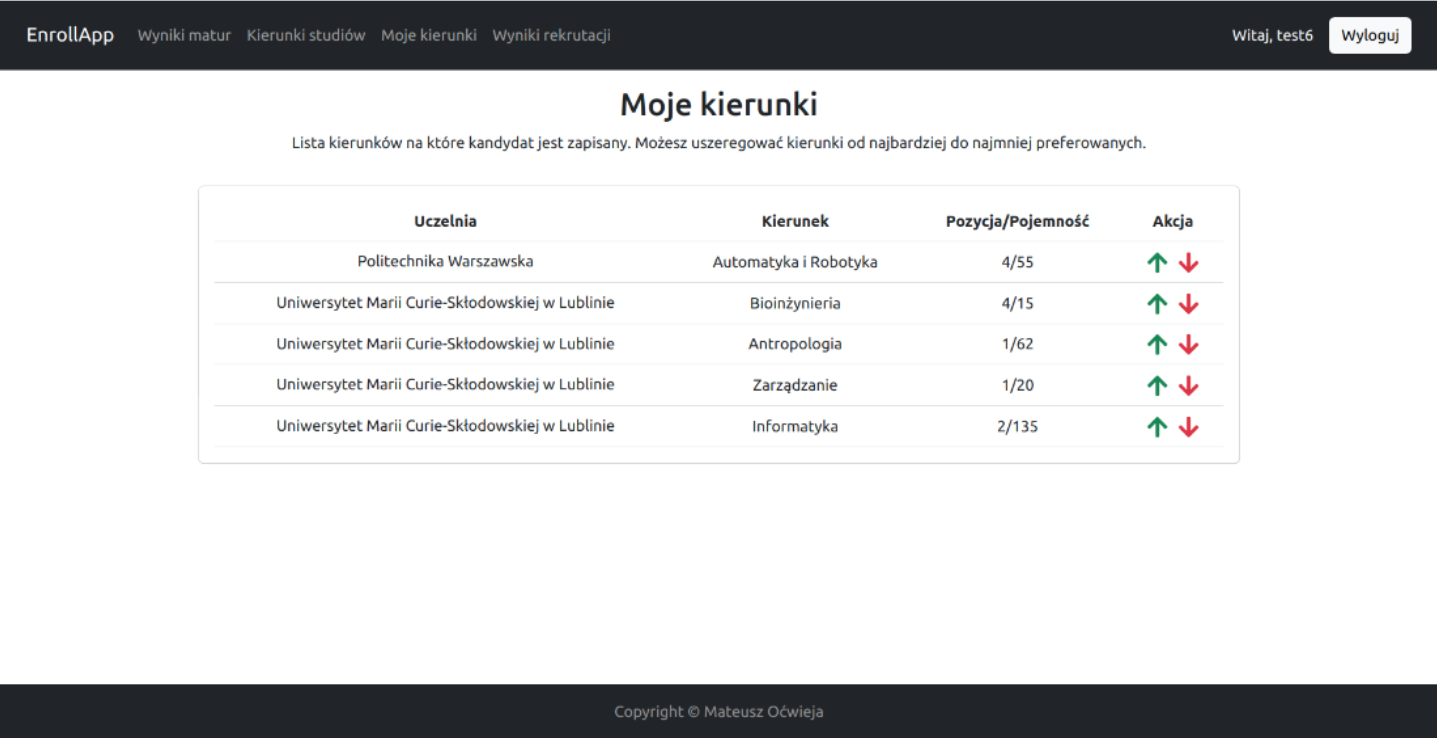 EnrollApp Wyniki matur Kierunki studiów Moje kierunki Wyniki rekrutacji Witaj, test6 Wyloguj
Moje kierunki
Lista kierunków na które kandydat jest zapisany. Możesz uszeregować kierunki od najbardziej do najmniej preferowanych.
Uczelnia Kierunek Pozycja/Pojemność Akcja
Politechnika Warszawska Automatyka i Robotyka 4/55
Uniwersytet Marii Curie-Skłodowskiej w Lublinie Bioinżynieria 4/15
Uniwersytet Marii Curie-Skłodowskiej w Lublinie Antropologia 1/62
Uniwersytet Marii Curie-Skłodowskiej w Lublinie Zarządzanie 1/20
Uniwersytet Marii Curie-Skłodowskiej w Lublinie Informatyka 2/135
Copyright © Mateusz Oćwieja